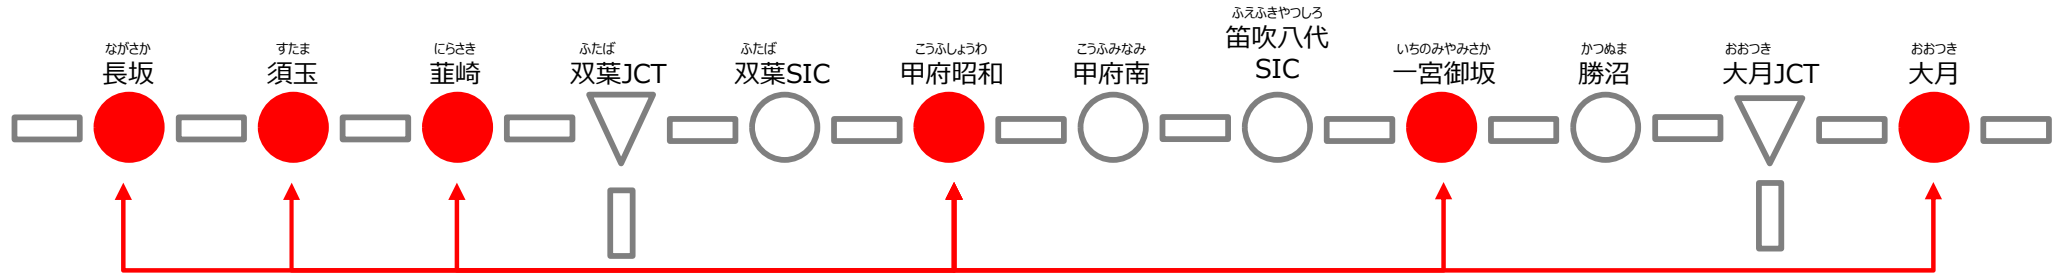 ながさか
長坂
すたま
須玉
にらさき
韮崎
ふたば
双葉JCT
ふたば
双葉SIC
こうふしょうわ
甲府昭和
こうふみなみ
甲府南
ふえふきやつしろ
笛吹八代
SIC
いちのみやみさか
一宮御坂
かつぬま
勝沼
おおつき
大月JCT
おおつき
大月